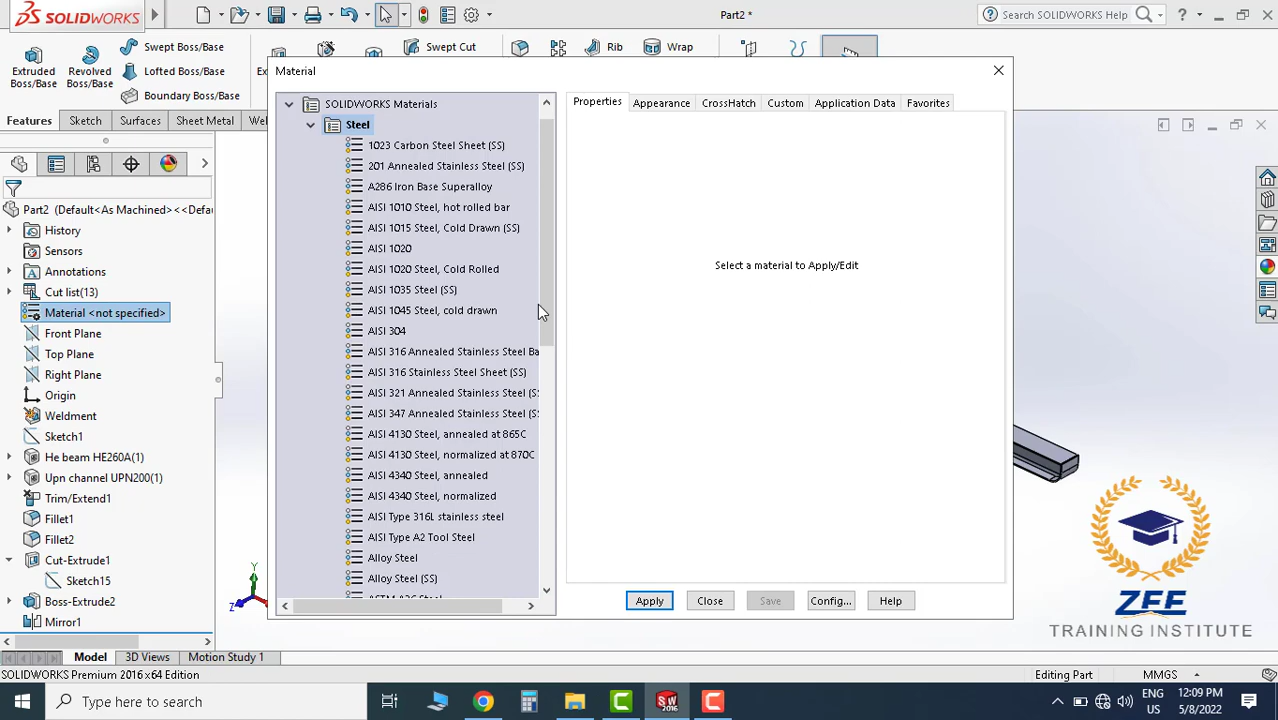 SOLIDWORKS
Part2 *
Search SOLIDWORKS Help
?
Extruded Boss/Base
Revolved Boss/Base
Swept Boss/Base
Lofted Boss/Base
Boundary Boss/Base
Swept Cut
Rib
Wrap
Features
Sketch
Surfaces
Sheet Metal
Material
SOLIDWORKS Materials
Steel
1023 Carbon Steel Sheet (SS)
201 Annealed Stainless Steel (SS)
A286 Iron Base Superalloy
AISI 1010 Steel, hot rolled bar
AISI 1015 Steel, Cold Drawn (SS)
AISI 1020
AISI 1020 Steel, Cold Rolled
AISI 1035 Steel (SS)
AISI 1045 Steel, cold drawn
AISI 304
AISI 316 Annealed Stainless Steel Ba
AISI 316 Stainless Steel Sheet (SS)
AISI 321 Annealed Stainless Steel (S
AISI 347 Annealed Stainless Steel (S
AISI 4130 Steel, annealed at 865C
AISI 4130 Steel, normalized at 870C
AISI 4340 Steel, annealed
AISI 4340 Steel, normalized
AISI Type 316L stainless steel
AISI Type A2 Tool Steel
Alloy Steel
Alloy Steel (SS)
Properties
Appearance
CrossHatch
Custom
Application Data
Favorites
Select a material to Apply/Edit
Apply
Close
Save
Config...
Help
Part2 (Default<As Machined><<Defau
History
Sensors
Annotations
Cut list(13)
Material <not specified>
Front Plane
Top Plane
Right Plane
Origin
Weldment
Sketch1
He beam HE260A(1)
Upn channel UPN200(1)
Trim/Extend1
Fillet1
Fillet2
Cut-Extrude1
Sketch15
Boss-Extrude2
Mirror1
Y
Z
ZFE
TRAINING INSTITUTE
Model
3D Views
Motion Study 1
SOLIDWORKS Premium 2016 x64 Edition
Editing Part
MMGS
Type here to search
SW
2016
ENG
US
12:09 PM
5/8/2022